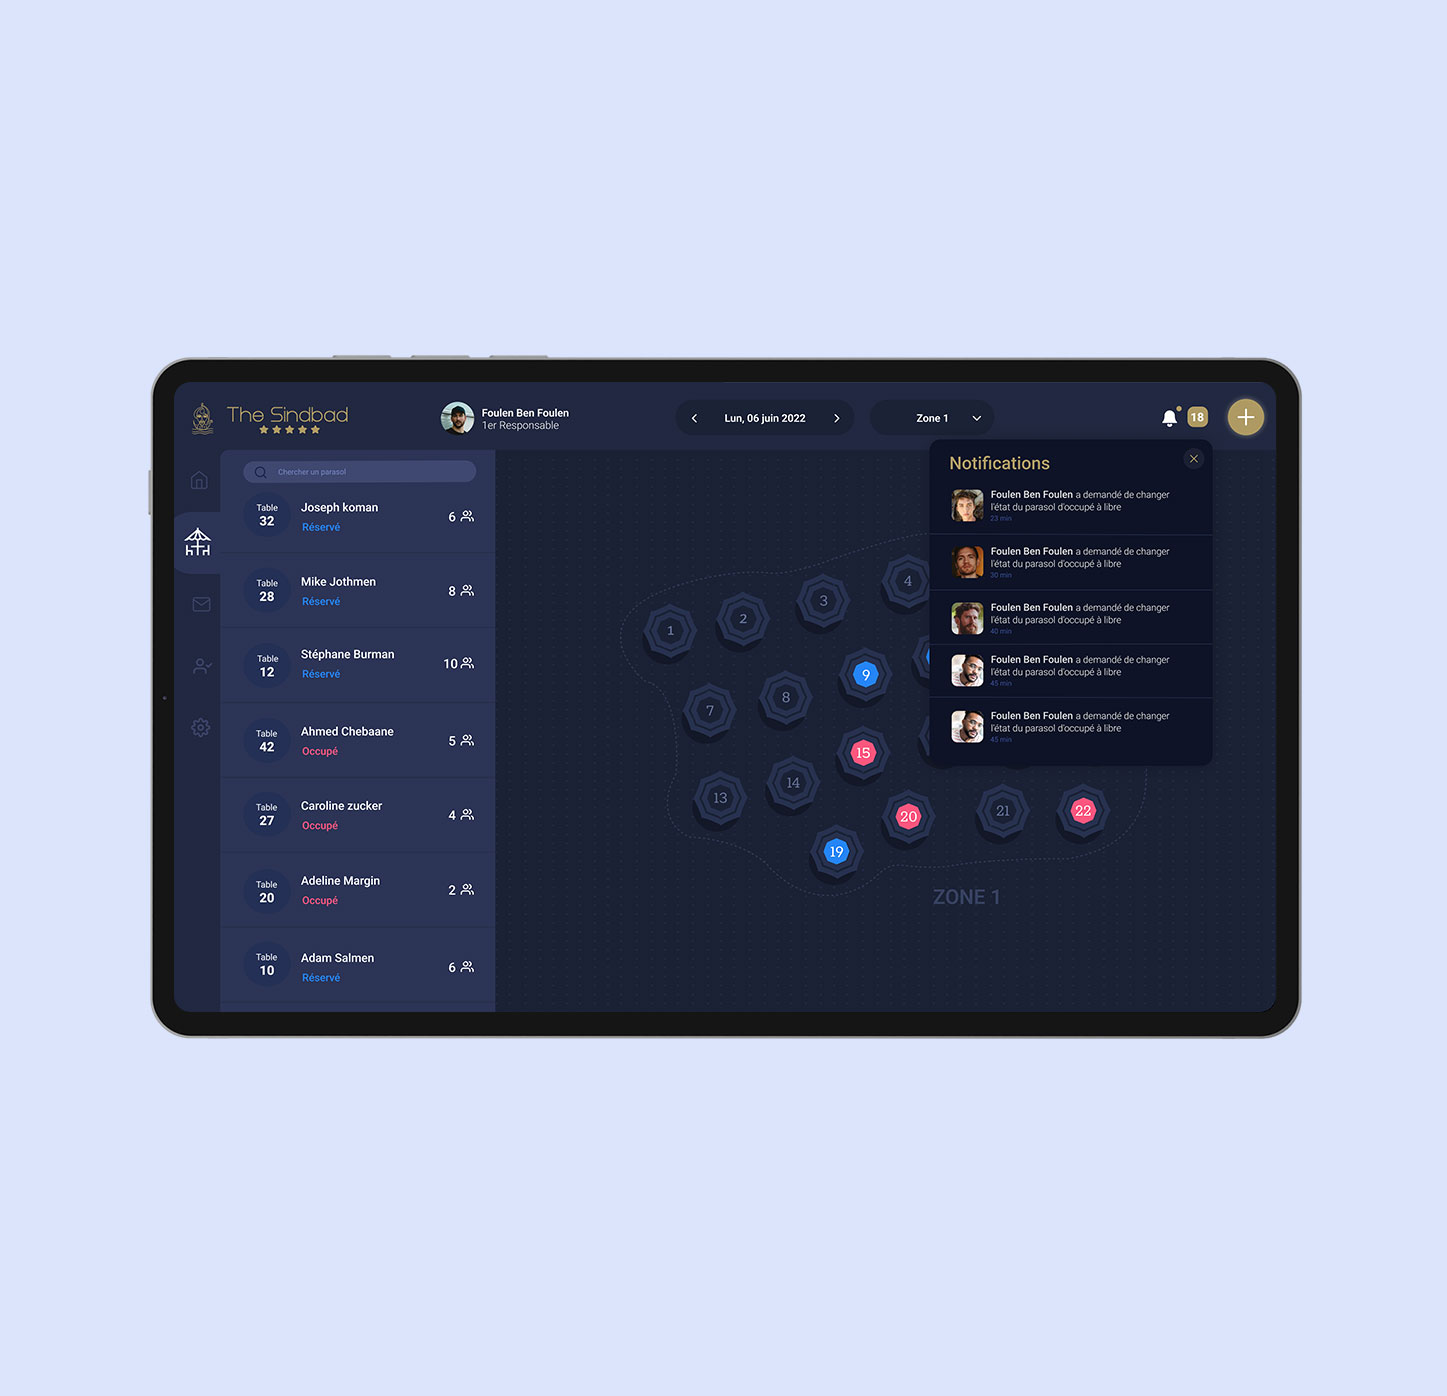 The Sindbad
Foulen Ben Foulen
1er Responsable
Lun, 06 juin 2022
Zone 1
18
Chercher un parasol
Table
32
Joseph koman
Réservé
6
Table
28
Mike Jothmen
Réservé
8
Table
12
Stéphane Burman
Réservé
10
Table
42
Ahmed Chebaane
Occupé
5
Table
27
Caroline zucker
Occupé
4
Table
20
Adeline Margin
Occupé
2
Table
10
Adam Salmen
Réservé
6
1
2
3
4
7
8
9
13
14
15
19
20
21
22
ZONE 1
Notifications
Foulen Ben Foulen a demandé de changer
l'état du parasol d'occupé à libre
23 min
Foulen Ben Foulen a demandé de changer
l'état du parasol d'occupé à libre
30 min
Foulen Ben Foulen a demandé de changer
l'état du parasol d'occupé à libre
40 min
Foulen Ben Foulen a demandé de changer
l'état du parasol d'occupé à libre
45 min
Foulen Ben Foulen a demandé de changer
l'état du parasol d'occupé à libre
45 min